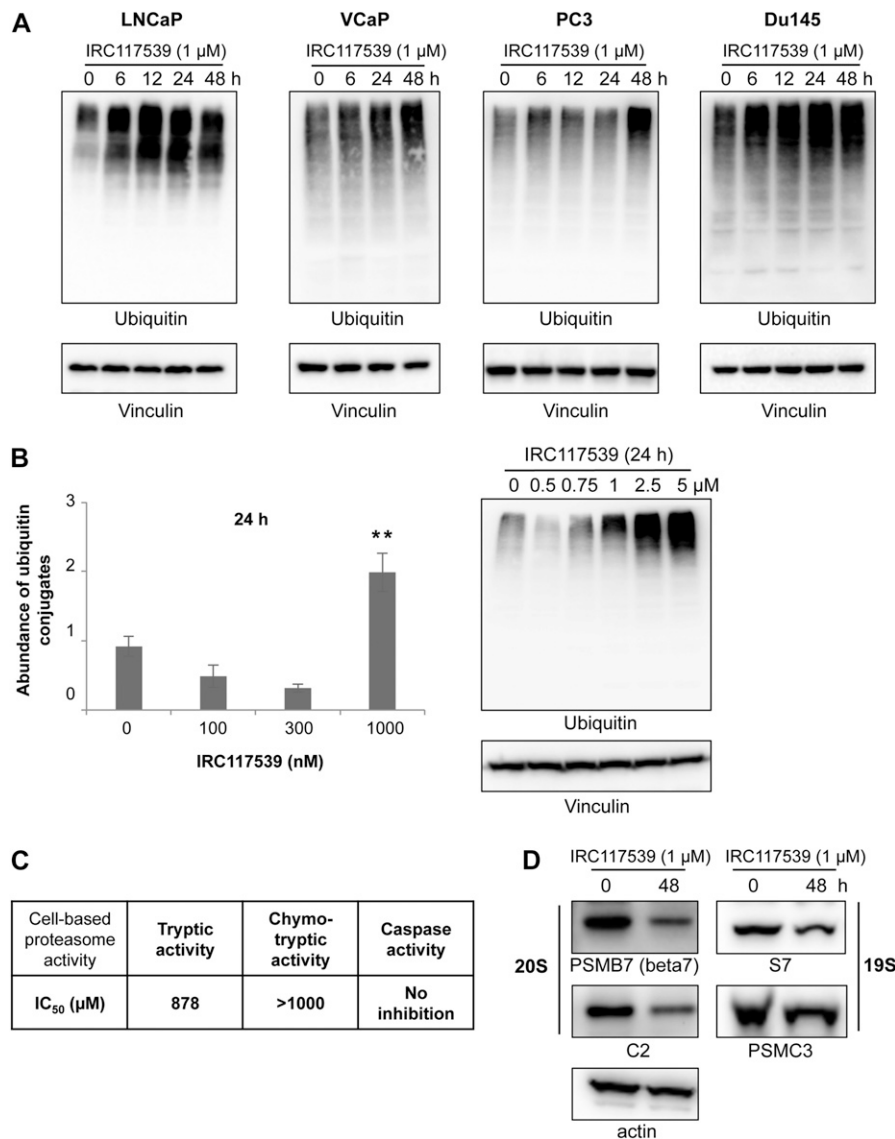 A
LNCaP
IRC117539 (1 µM)
0 6 12 24 48 h
Ubiquitin
Vinculin
VCaP
IRC117539 (1 µM)
0 6 12 24 48 h
Ubiquitin
Vinculin
PC3
IRC117539 (1 µM)
0 6 12 24 48 h
Ubiquitin
Vinculin
Du145
IRC117539 (1 µM)
0 6 12 24 48 h
Ubiquitin
Vinculin
B
Abundance of ubiquitin
conjugates
3
2
1
0
24 h
**
0 100 300 1000
IRC117539 (nM)
IRC117539 (24 h)
0 0.5 0.75 1 2.5 5 µM
Ubiquitin
Vinculin
C
Cell-based
proteasome
activity
Tryptic
activity
Chymo-
tryptic
activity
Caspase
activity
IC50 (µM)
878
>1000
No
inhibition
D
IRC117539 (1 µM)
0 48
20S
PSMB7 (beta7)
C2
actin
IRC117539 (1 µM)
0 48 h
S7
19S
PSMC3